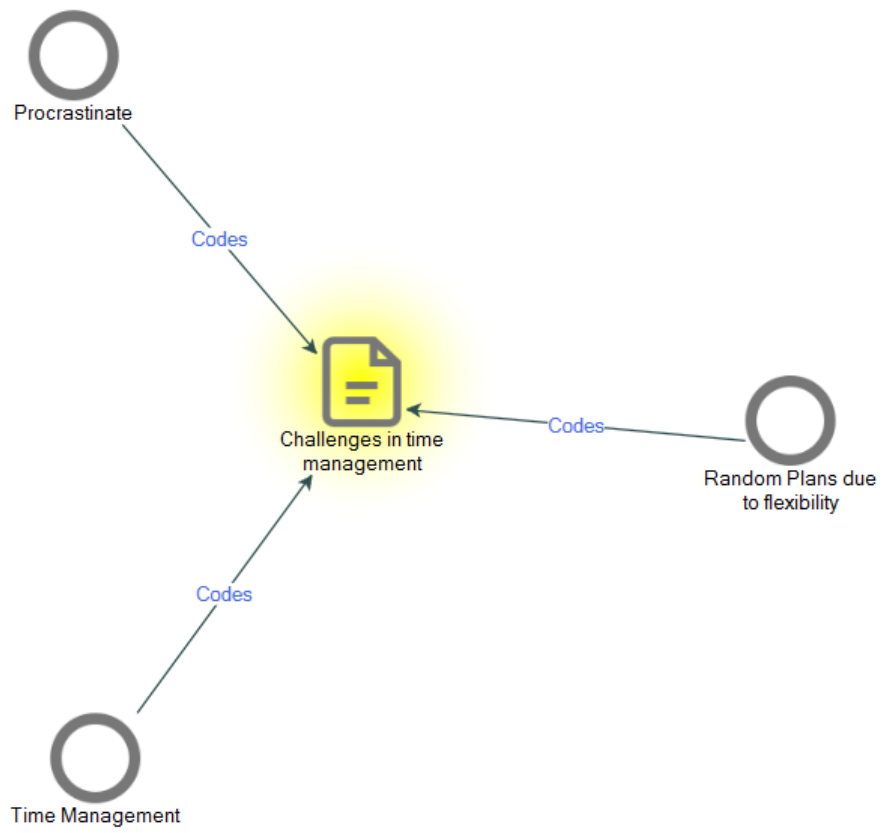 Procrastinate
Codes
Challenges in time
management
Codes
Random Plans due
to flexibility
Codes
Time Management